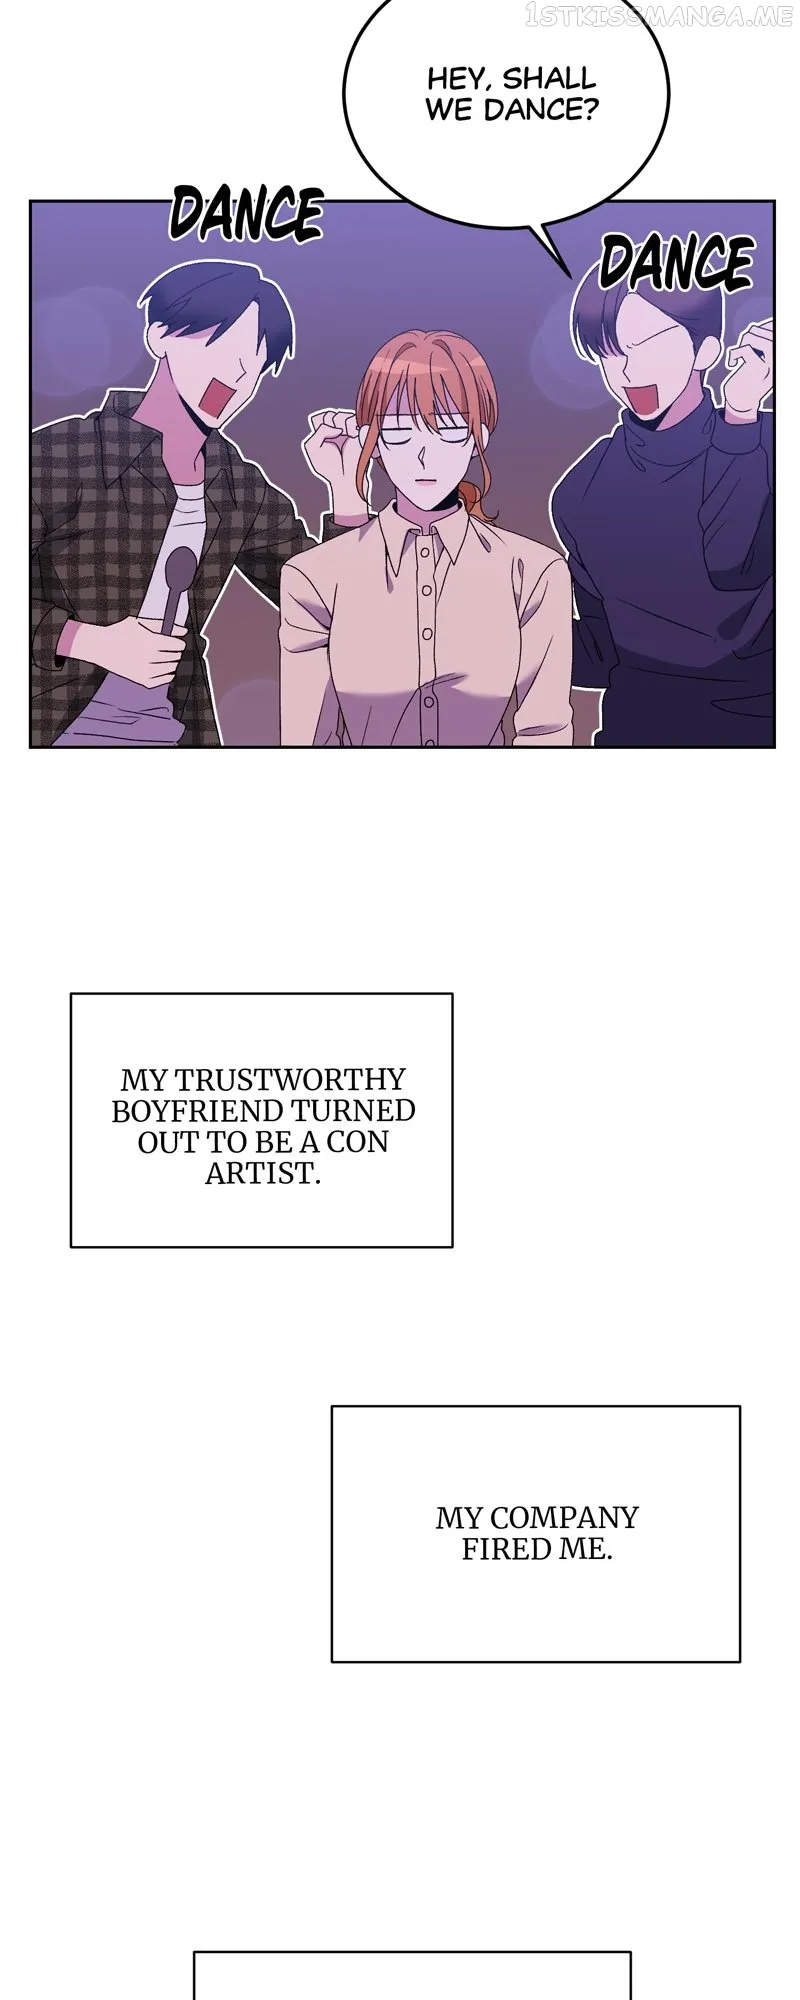 1STKISSMANGA.ME
HEY, SHALL
WE DANCE?
DANCE
DANCE
MY TRUSTWORTHY
BOYFRIEND TURNED
OUT TO BE A CON
ARTIST.
MY COMPANY
FIRED ME.